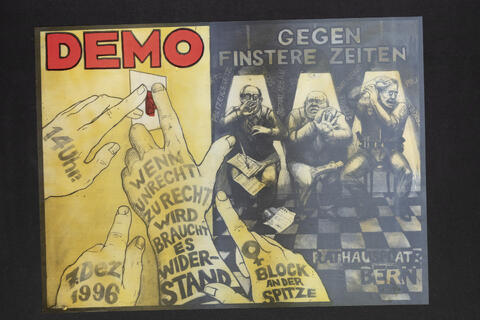 DEMO
GEGEN
FINSTERE ZEITEN
14 Uhr
WENN
UNRECHT
ZU RECHT
WIRD
BRAUCHT
ES
WIDER-
STAND
7. Dez
1996
♀
BLOCK
AN DER
SPITZE
RATHAUSPLATZ
BERN